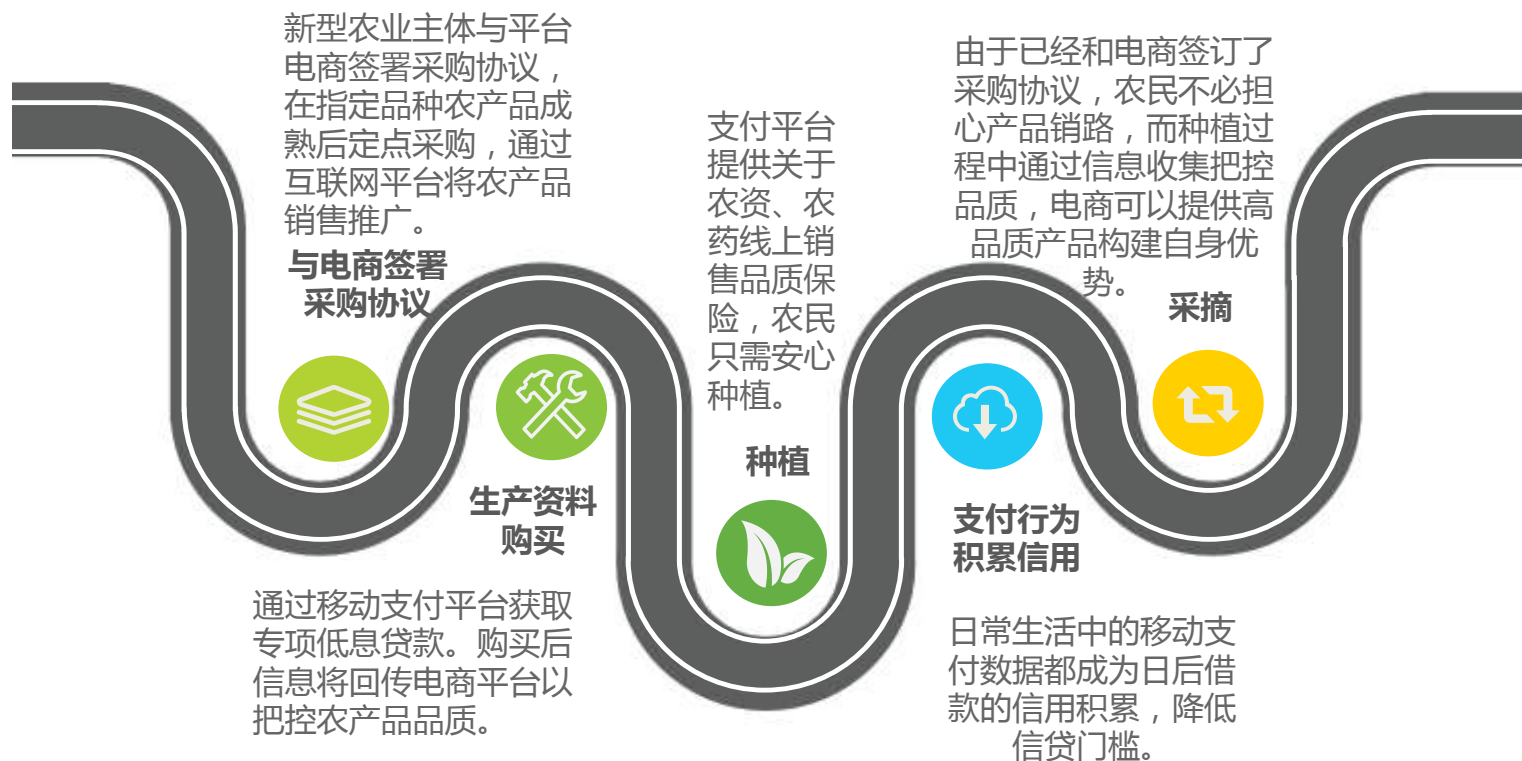 新型农业主体与平台
电商签署采购协议，
在指定品种农产品成
熟后定点采购，通过
互联网平台将农产品
销售推广。
与电商签署
采购协议
生产资料
购买
通过移动支付平台获取
专项低息贷款。购买后
信息将回传电商平台以
把控农产品品质。
支付平台
提供关于
农资、农
药线上销
售品质保
险，农民
只需安心
种植。
种植
支付行为
积累信用
日常生活中的移动支
付数据都成为日后借
款的信用积累，降低
信贷门槛。
由于已经和电商签订了
采购协议，农民不必担
心产品销路，而种植过
程中通过信息收集把控
品质，电商可以提供高
品质产品构建自身优
势。
采摘